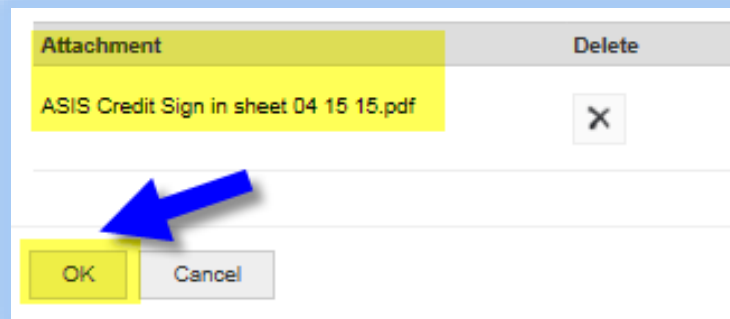 Attachment Delete
ASIS Credit Sign in sheet 04 15 15.pdf
OK Cancel